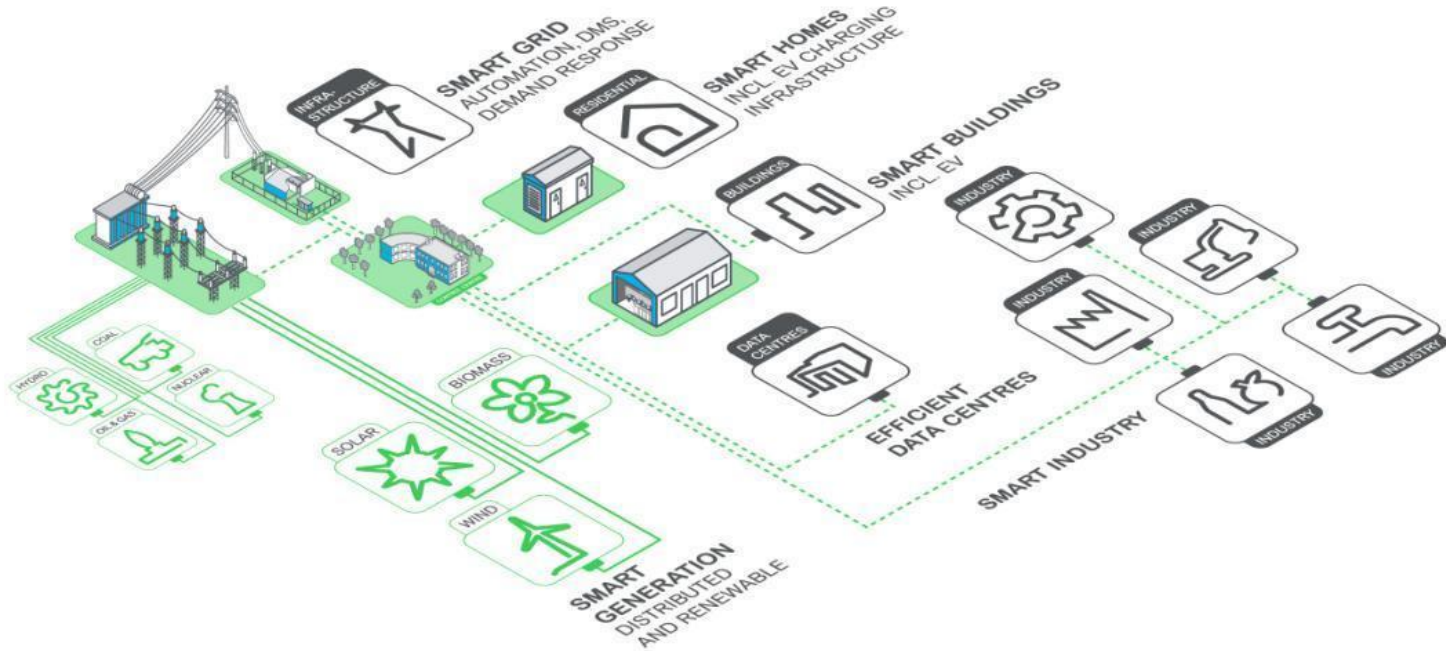 INFRA-
STRUCTURE
SMART GRID
AUTOMATION, DMS,
DEMAND RESPONSE
RESIDENTIAL
SMART HOMES
INCL. EV CHARGING
INFRASTRUCTURE
BUILDINGS
SMART BUILDINGS
INCL. EV
INDUSTRY
INDUSTRY
INDUSTRY
INDUSTRY
INDUSTRY
SMART INDUSTRY
DATA
CENTRES
EFFICIENT
DATA CENTRES
COAL
HYDRO
NUCLEAR
OIL & GAS
BIOMASS
SOLAR
WIND
SMART
GENERATION
DISTRIBUTED
AND RENEWABLE